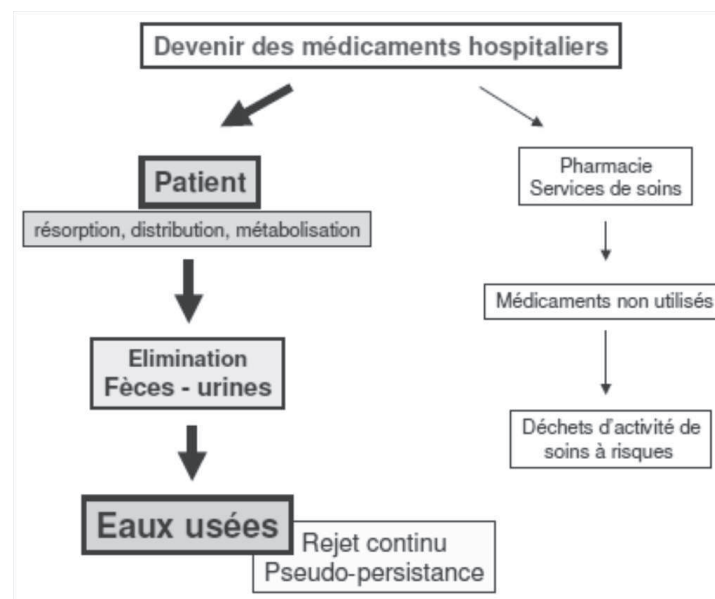 Devenir des médicaments hospitaliers
Patient
résorption, distribution, métabolisation
Elimination
Fèces - urines
Eaux usées
Rejet continu
Pseudo-persistance
Pharmacie
Services de soins
Médicaments non utilisés
Déchets d'activité de
soins à risques